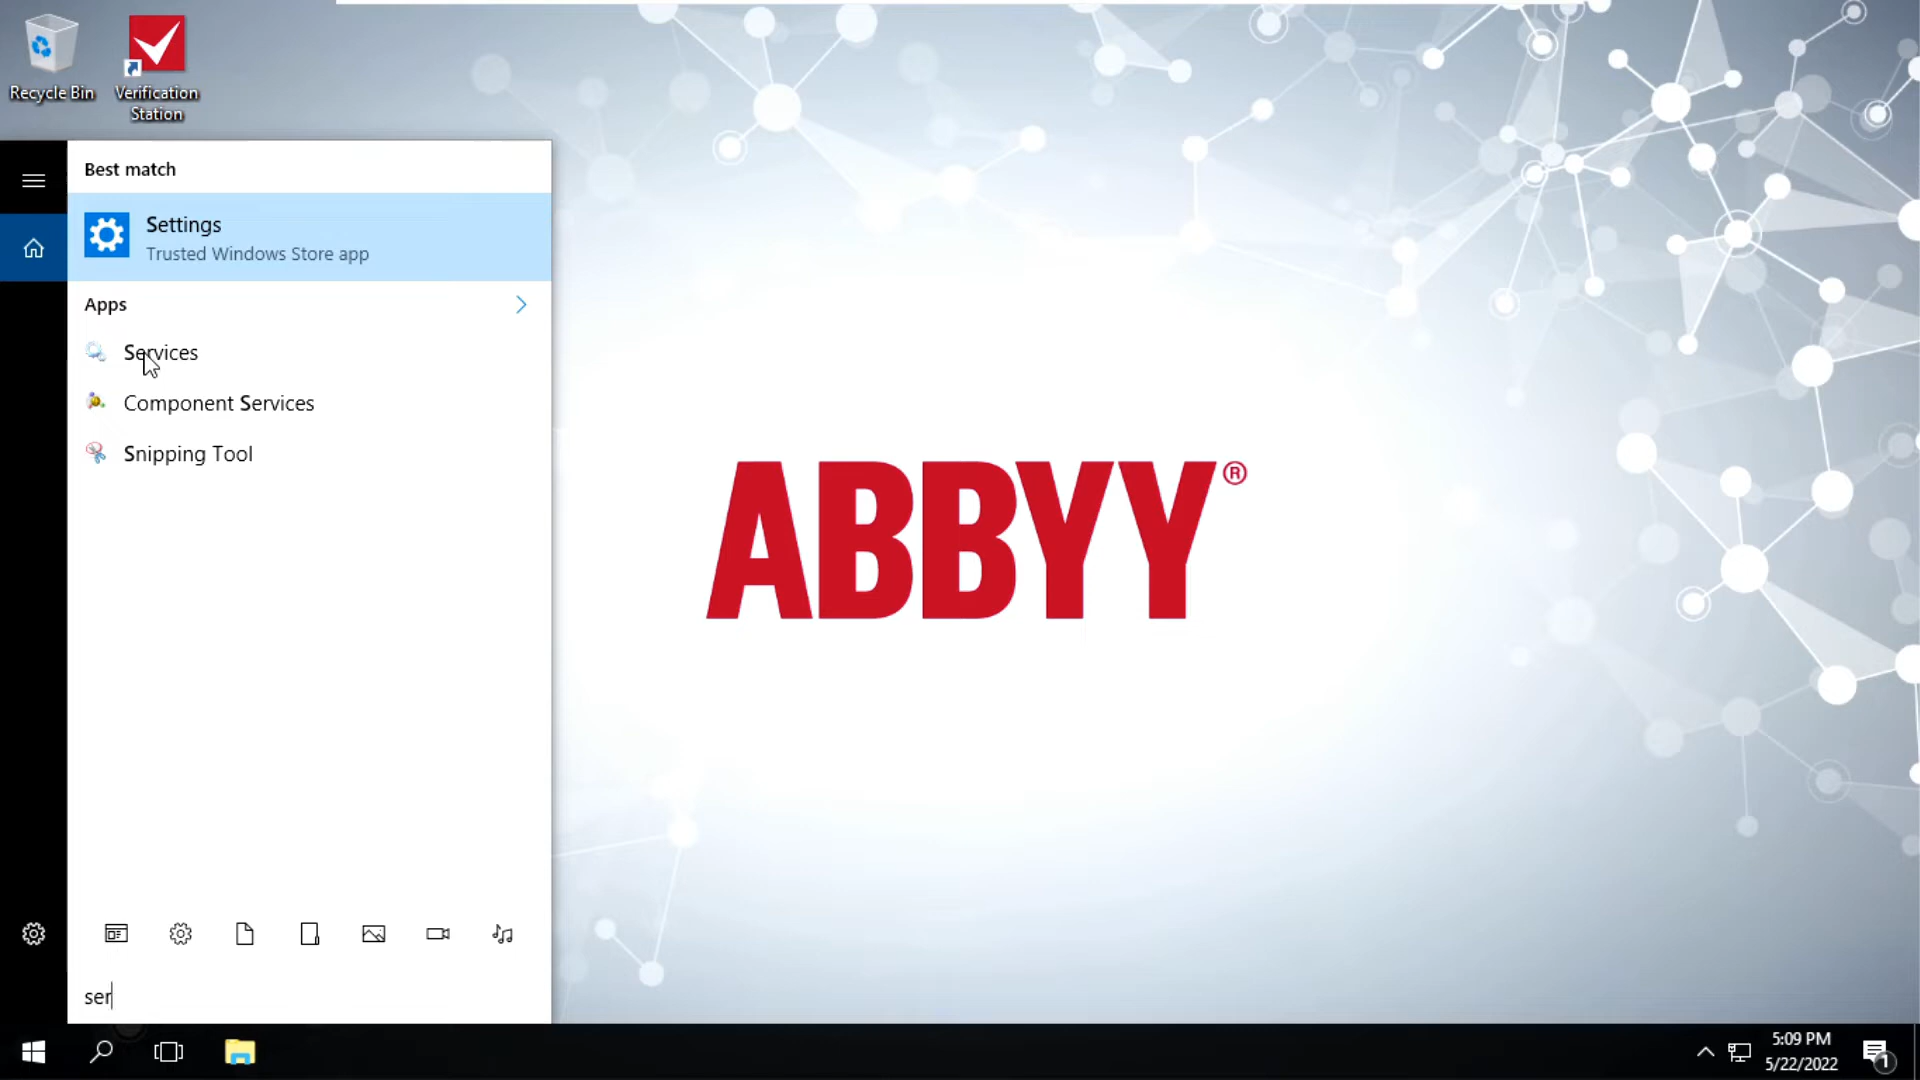 Recycle Bin
Verification
Station
Best match
Settings
Trusted Windows Store app
Apps
Services
Component Services
Snipping Tool
ser
ABBYY®
5:09 PM
5/22/2022
1